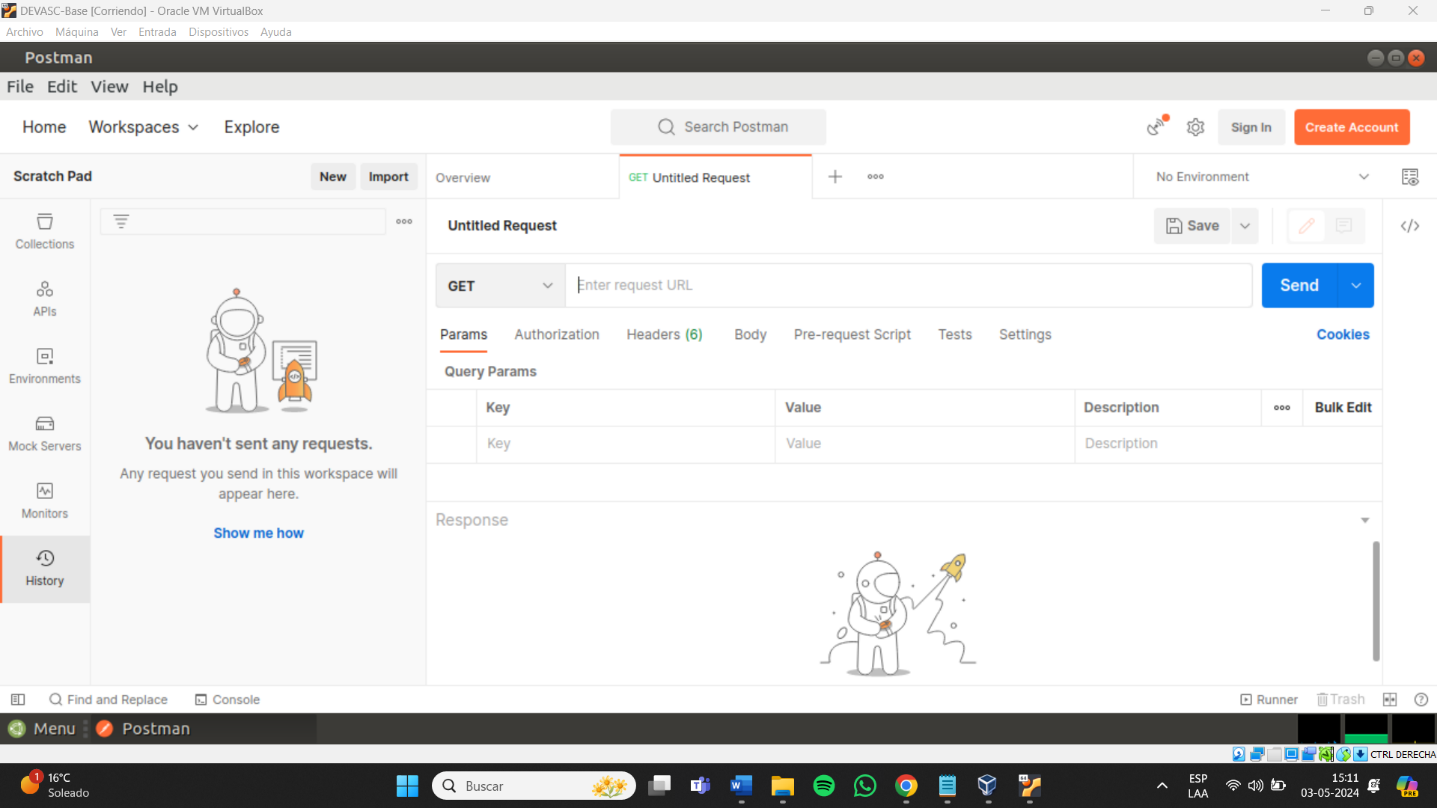 DEVASC-Base [Corriendo] - Oracle VM VirtualBox
Archivo Máquina Ver Entrada Dispositivos Ayuda
Postman
File Edit View Help
Home Workspaces Explore Search Postman Sign In Create Account
Scratch Pad New Import Overview GET Untitled Request No Environment
Collections
Untitled Request Save
APIs
GET Enter request URL Send
Params Authorization Headers (6) Body Pre-request Script Tests Settings Cookies
Environments
Query Params
Key Value Description Bulk Edit
Mock Servers
You haven't sent any requests.
Key Value Description
Any request you send in this workspace will
appear here.
Monitors
Response
Show me how
History
Find and Replace Console Runner Trash
Menu Postman
CTRL DERECHA
1 16°C
Soleado
Buscar
ESP
LAA
15:11
03-05-2024
PRE